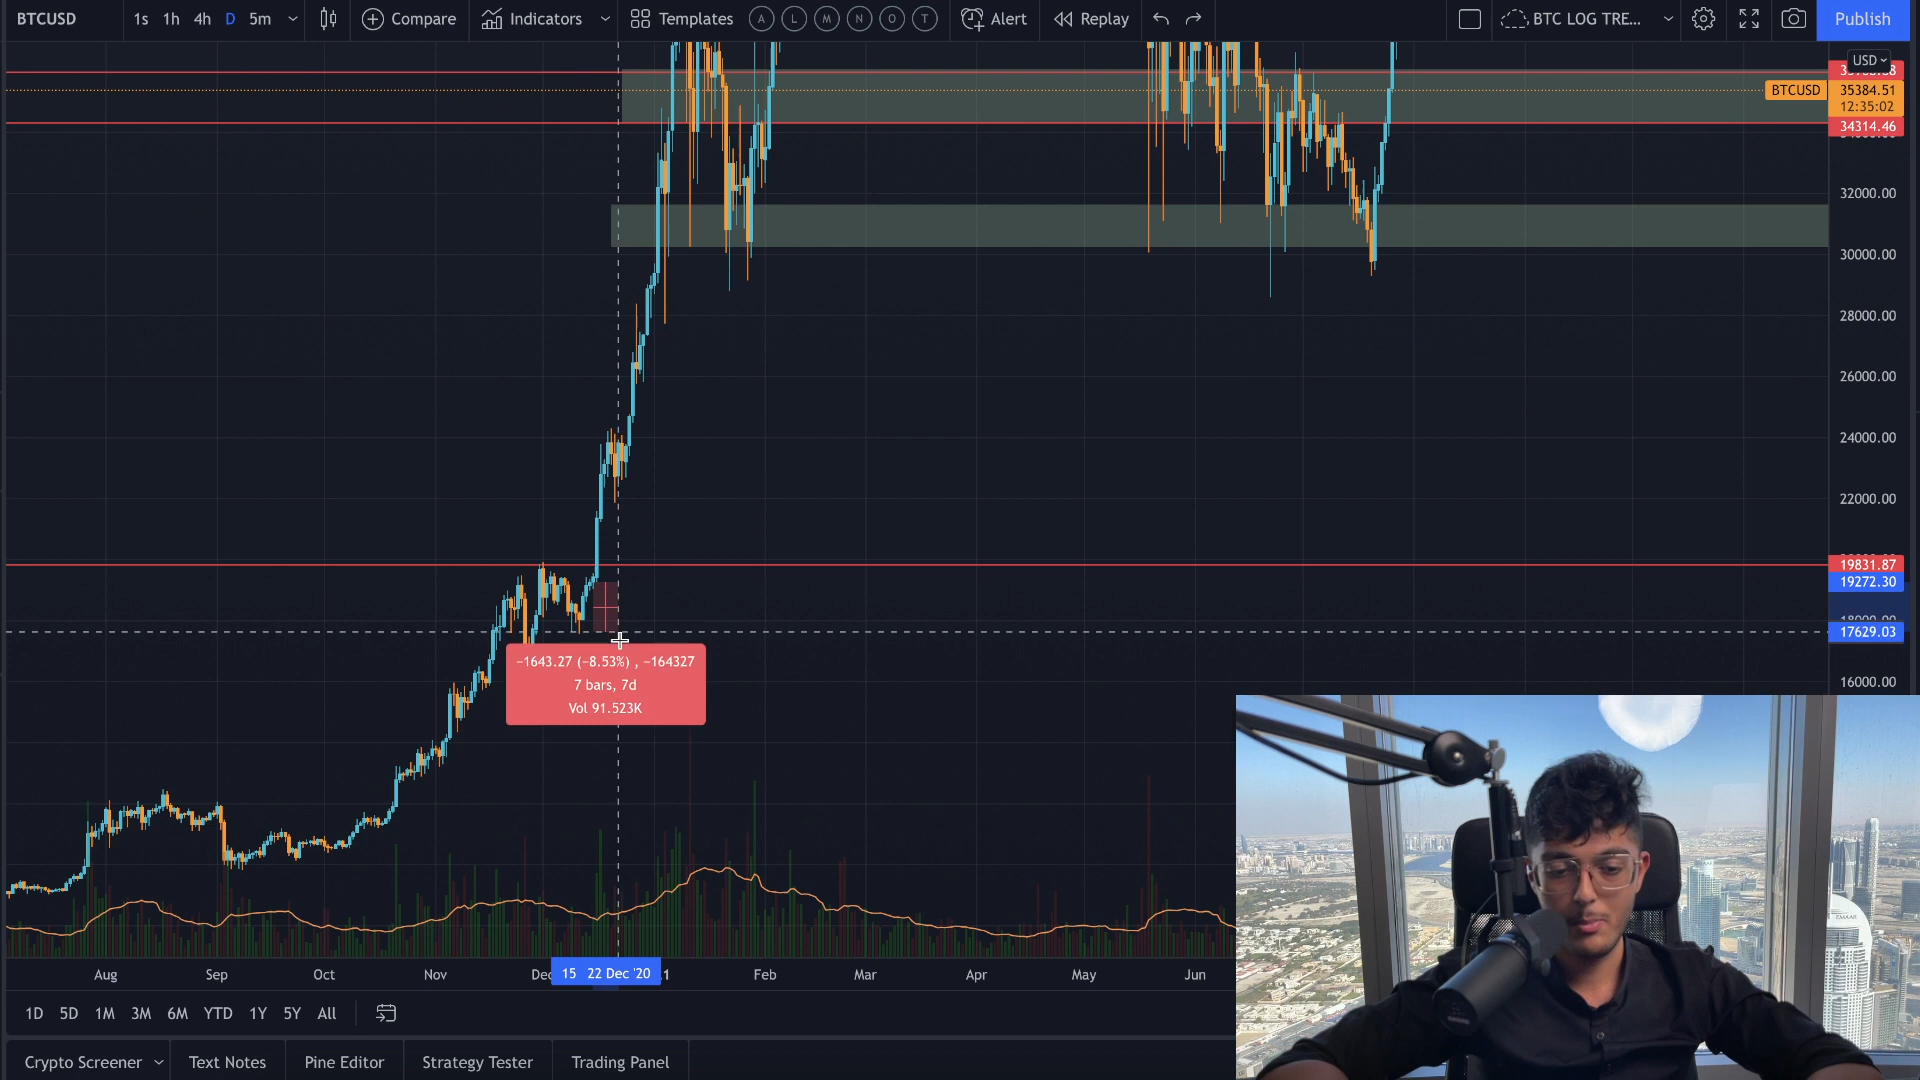 BTCUSD 1s 1h 4h D 5m Compare Indicators Templates A L M N O T Alert Replay BTC LOG TRE... Publish
USD
BTCUSD 35384.51
12:35:02
34314.46
32000.00
30000.00
28000.00
26000.00
24000.00
22000.00
19831.87
19272.30
17629.03
16000.00
−1643.27 (−8.53%) , −164327
7 bars, 7d
Vol 91.523K
Aug Sep Oct Nov Dec 15 22 Dec '20 Feb Mar Apr May Jun
1D 5D 1M 3M 6M YTD 1Y 5Y All
Crypto Screener Text Notes Pine Editor Strategy Tester Trading Panel
EMAAR